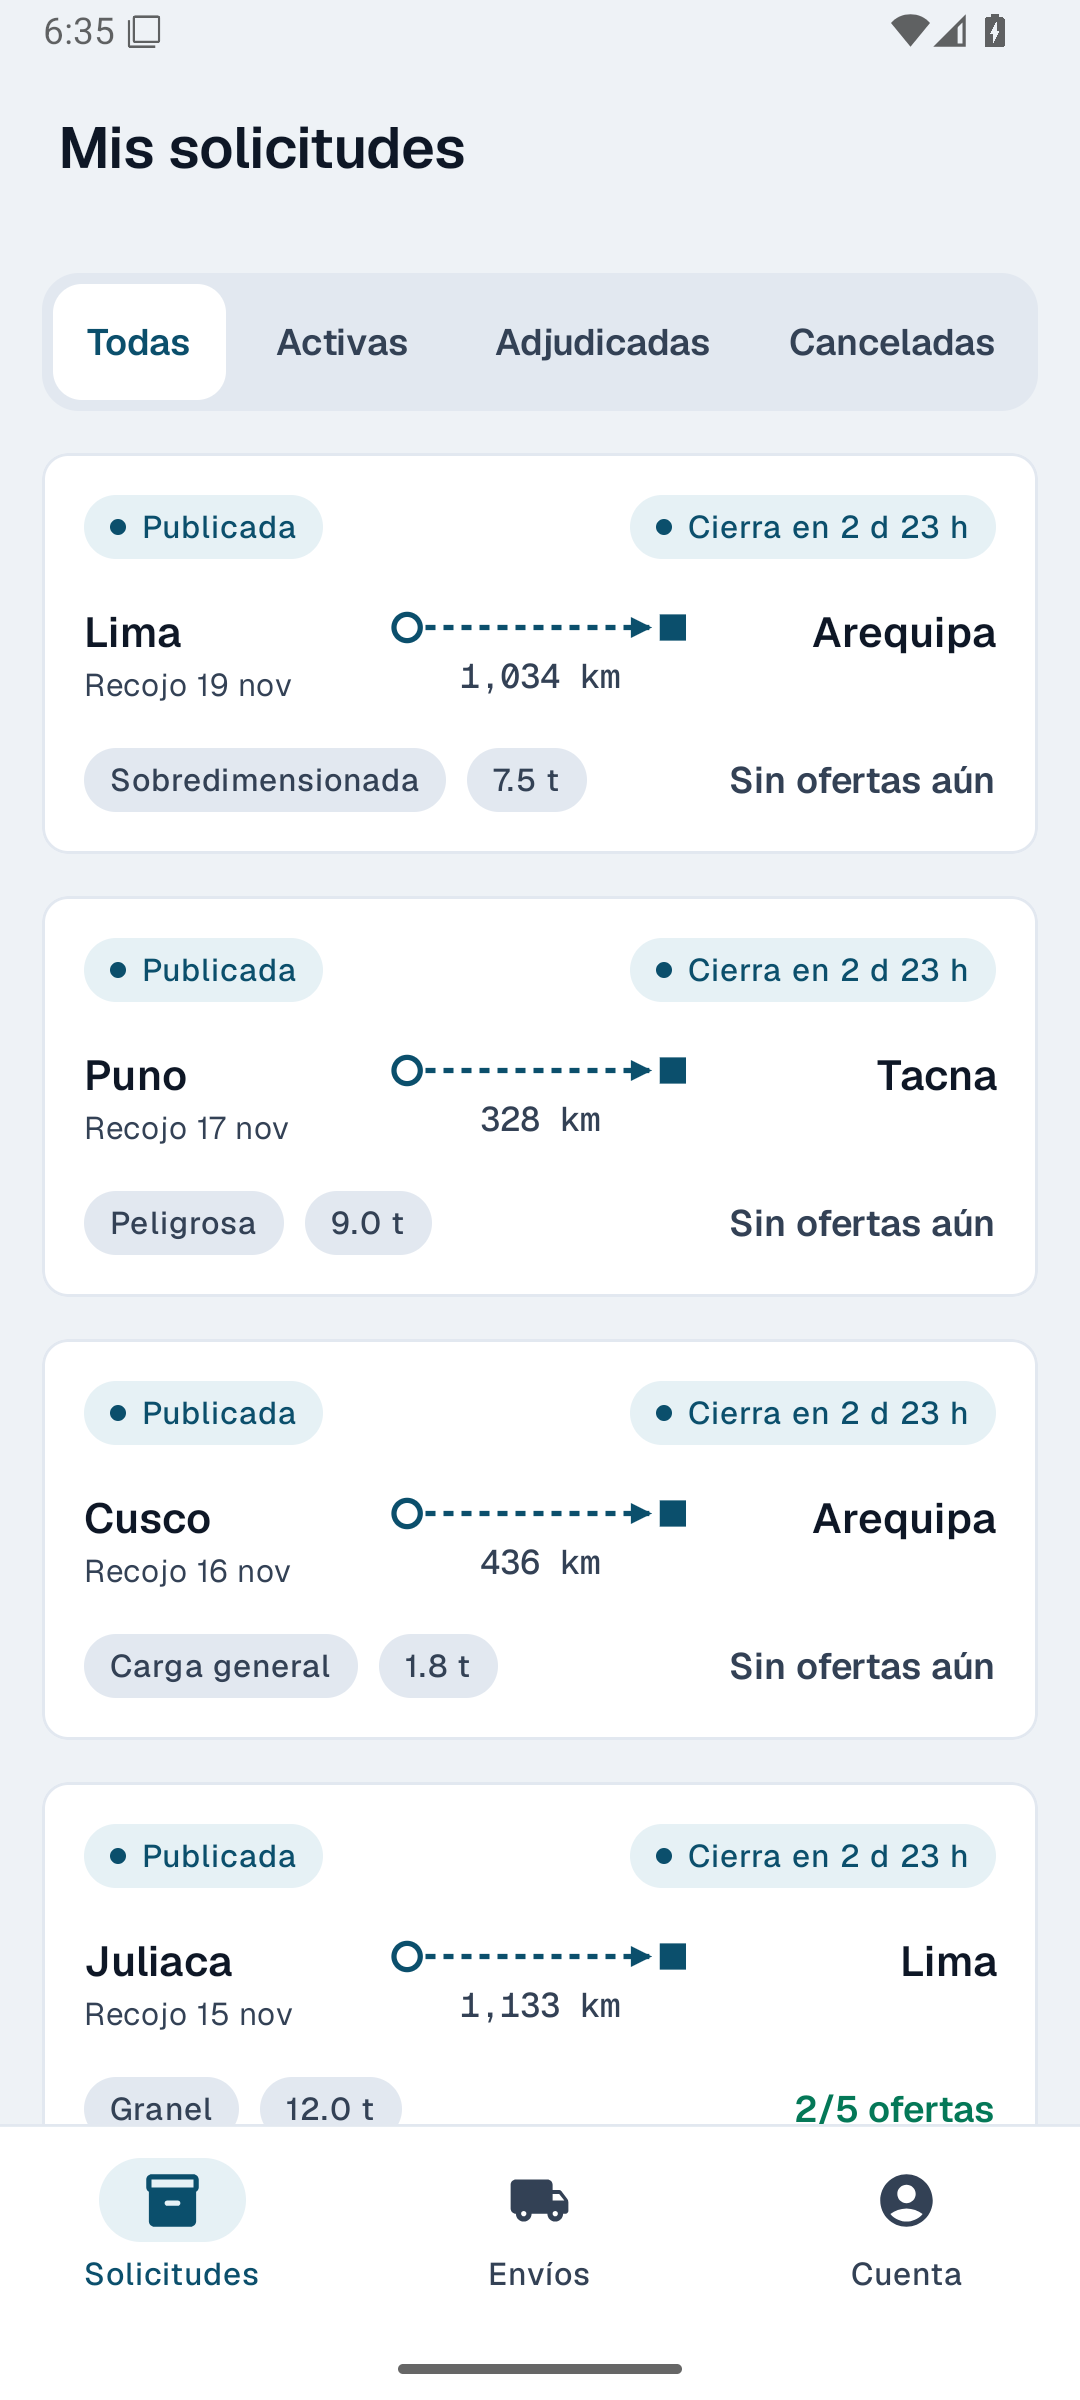 6:35
Mis solicitudes
Todas Activas Adjudicadas Canceladas
Publicada Cierra en 2 d 23 h
Lima Arequipa
Recojo 19 nov 1,034 km
Sobredimensionada 7.5 t Sin ofertas aún
Publicada Cierra en 2 d 23 h
Puno Tacna
Recojo 17 nov 328 km
Peligrosa 9.0 t Sin ofertas aún
Publicada Cierra en 2 d 23 h
Cusco Arequipa
Recojo 16 nov 436 km
Carga general 1.8 t Sin ofertas aún
Publicada Cierra en 2 d 23 h
Juliaca Lima
Recojo 15 nov 1,133 km
Granel 12.0 t 2/5 ofertas
Solicitudes Envíos Cuenta